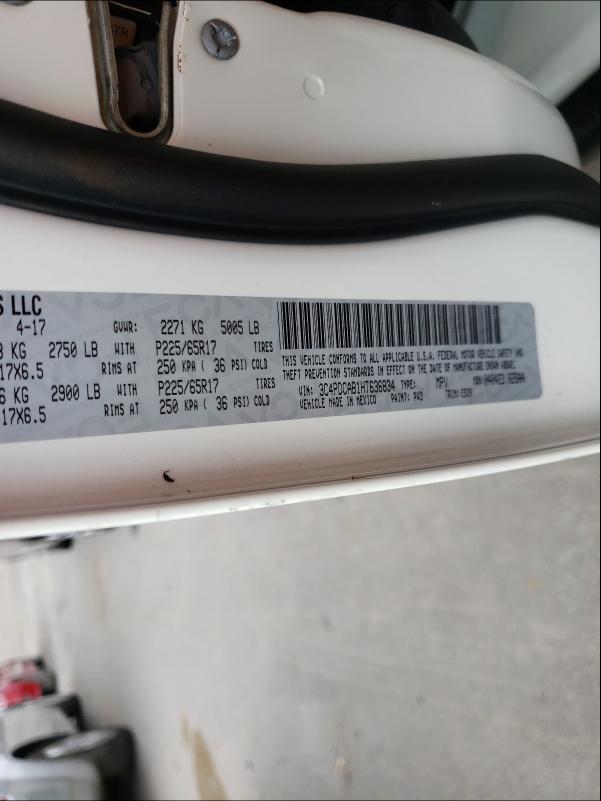 7R
S LLC
4-17 GVWR: 2271 KG 5005 LB
KG 2750 LB WITH P225/65R17 TIRES
17X6.5 RIMS AT 250 KPA ( 36 PSI) COLD
KG 2900 LB WITH P225/65R17 TIRES
17X6.5 RIMS AT 250 KPA ( 36 PSI) COLD
THIS VEHICLE CONFORMS TO ALL APPLICABLE U.S.A. FEDERAL MOTOR VEHICLE SAFETY AND
THEFT PREVENTION STANDARDS IN EFFECT ON THE DATE OF MANUFACTURE SHOWN ABOVE.
VIN: 3C4PDCAB1HT636834 TYPE: MPV MDH:
VEHICLE MADE IN MEXICO PAINT: PW3 TRIM: